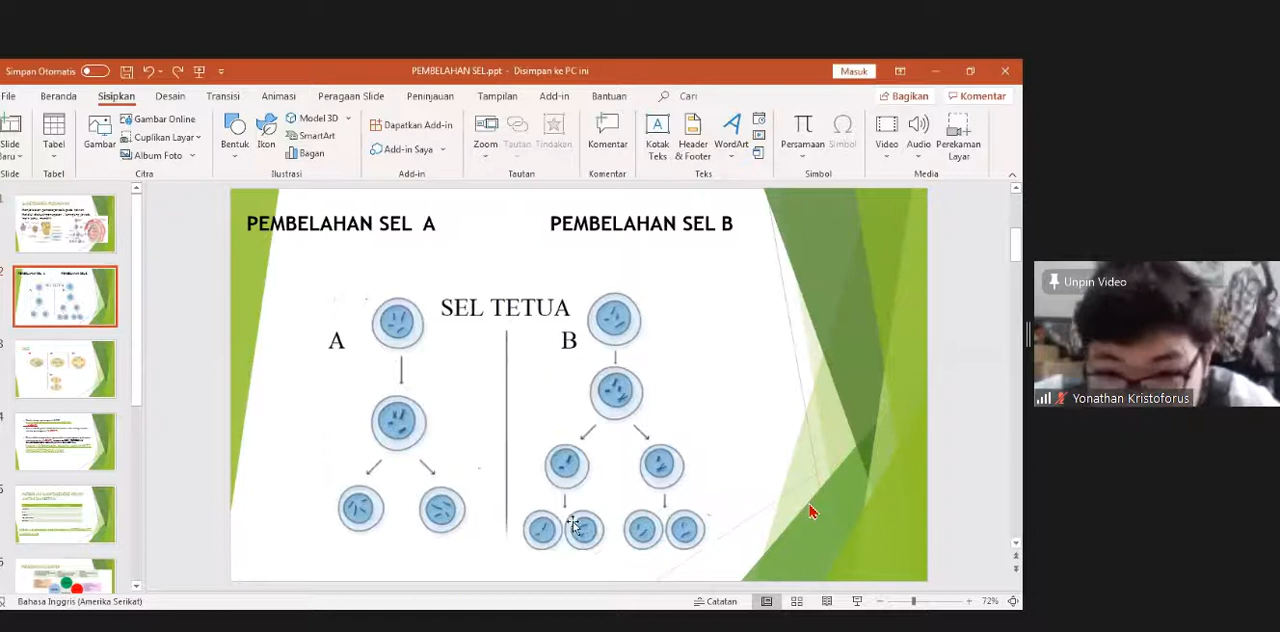 Simpan Otomatis
PEMBELAHAN SEL.ppt - Disimpan ke PC ini
Masuk
File Beranda Sisipkan Desain Transisi Animasi Peragaan Slide Peninjauan Tampilan Add-in Bantuan Cari
Bagikan Komentar
Slide
Baru
Tabel
Gambar
Gambar Online
Cuplikan Layar
Album Foto
Bentuk
Ikon
Model 3D
SmartArt
Bagan
Dapatkan Add-in
Add-in Saya
Zoom
Tautan
Tindakan
Komentar
Kotak
Teks
Header
& Footer
WordArt
Persamaan
Simbol
Video
Audio
Perekaman
Layar
Slide Tabel Citra Ilustrasi Add-in Tautan Komentar Teks Simbol Media
PEMBELAHAN SEL A
PEMBELAHAN SEL B
SEL TETUA
A
B
2
3
4
Unpin Video
Yonathan Kristoforus
Bahasa Inggris (Amerika Serikat)
Catatan
72%